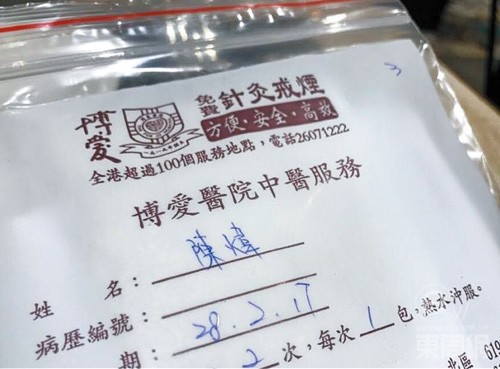 3
博愛
免費針灸戒煙
方便·安全·高效
全港超過100個服務地點，電話26071222
博愛醫院中醫服務
姓名：陳煒
病歷編號：
期：28.2.17
2次，每次1包，熱水沖服。
區 619